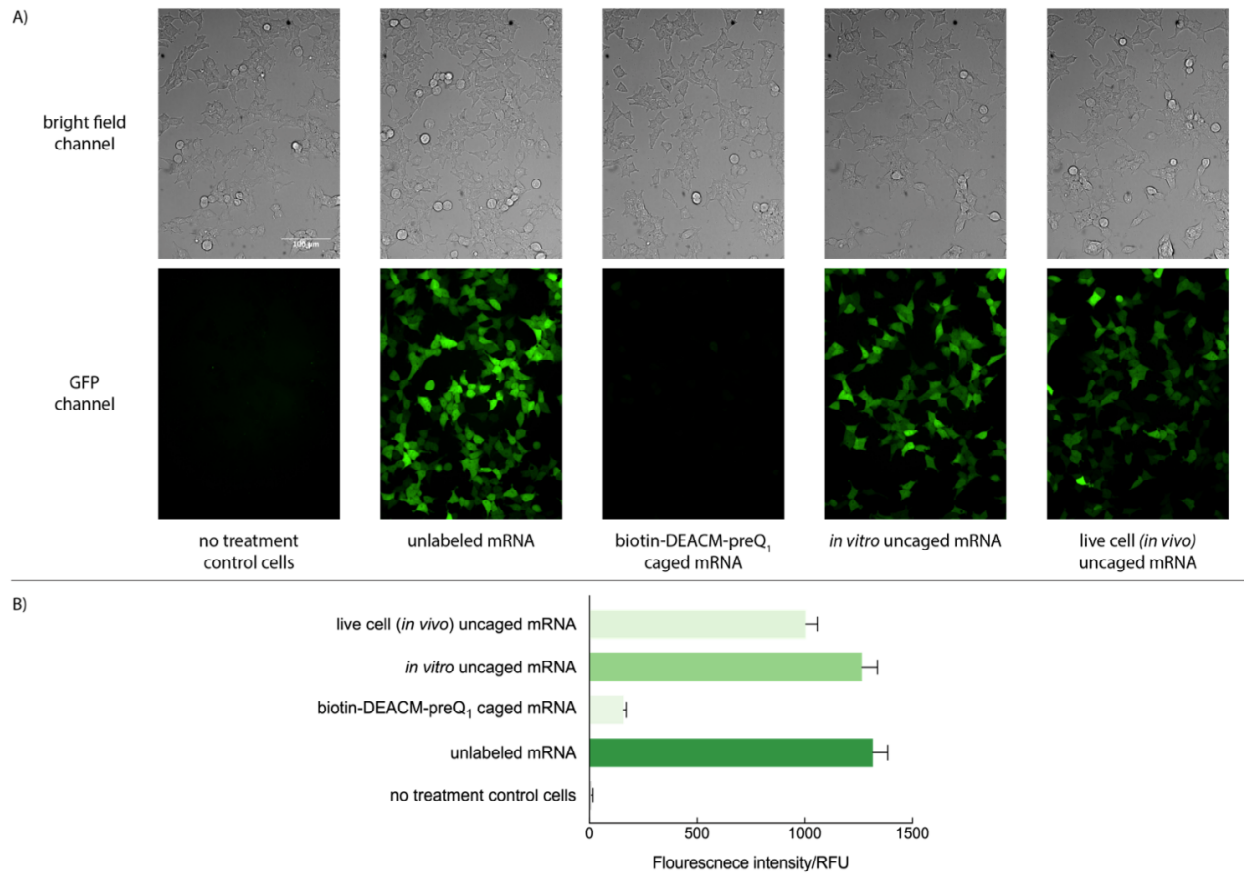 A)
bright field
channel
100 µm
GFP
channel
no treatment
control cells
unlabeled mRNA
biotin-DEACM-preQ₁
caged mRNA
in vitro uncaged mRNA
live cell (in vivo)
uncaged mRNA
B)
live cell (in vivo) uncaged mRNA
in vitro uncaged mRNA
biotin-DEACM-preQ₁ caged mRNA
unlabeled mRNA
no treatment control cells
0 500 1000 1500
Flourescnece intensity/RFU